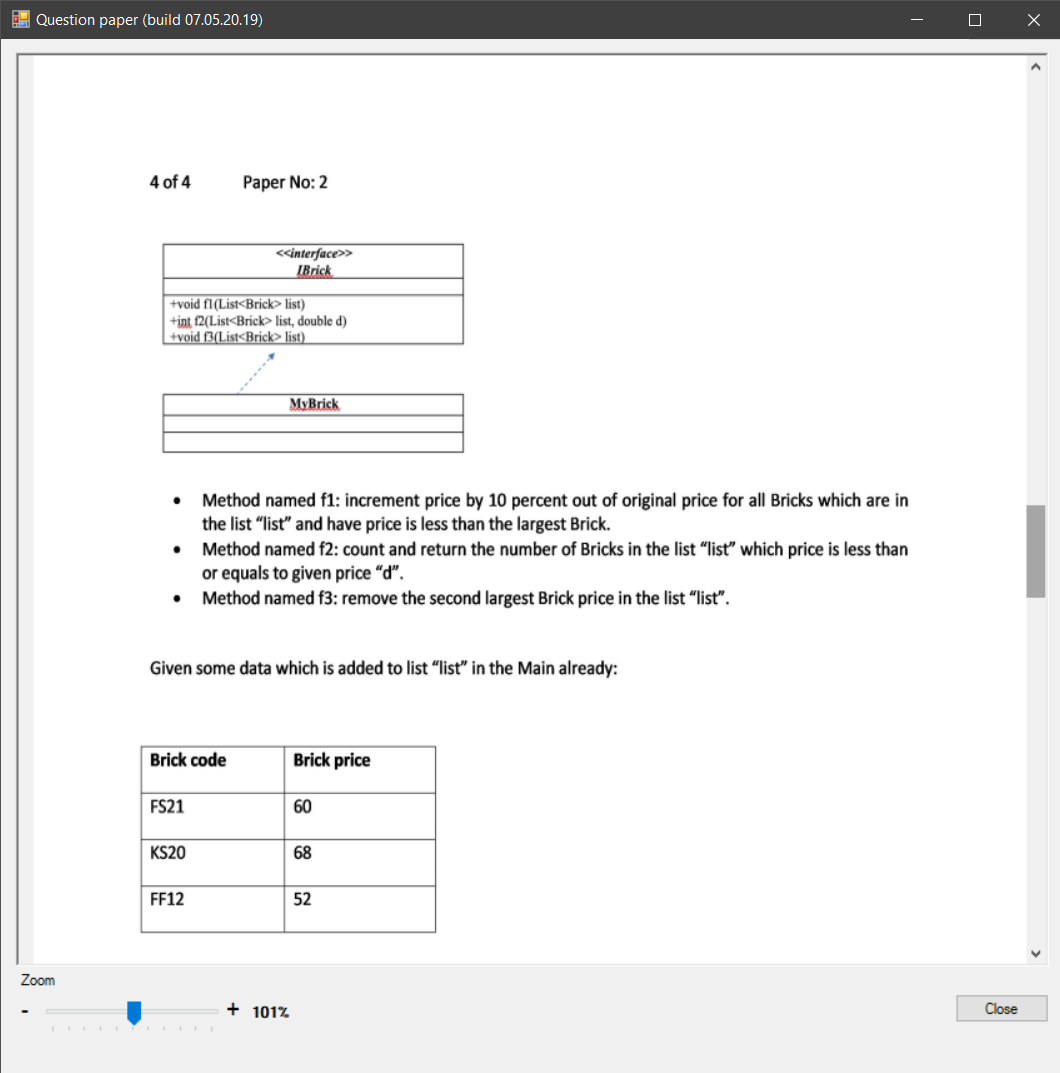 Question paper (build 07.05.20.19)
4 of 4 Paper No: 2
<<interface>>
IBrick
+void f1(List<Brick> list)
+int f2(List<Brick> list, double d)
+void f3(List<Brick> list)
MyBrick
• Method named f1: increment price by 10 percent out of original price for all Bricks which are in
the list “list” and have price is less than the largest Brick.
• Method named f2: count and return the number of Bricks in the list “list” which price is less than
or equals to given price “d”.
• Method named f3: remove the second largest Brick price in the list “list”.
Given some data which is added to list “list” in the Main already:
Brick code Brick price
FS21 60
KS20 68
FF12 52
Zoom
- + 101%
Close